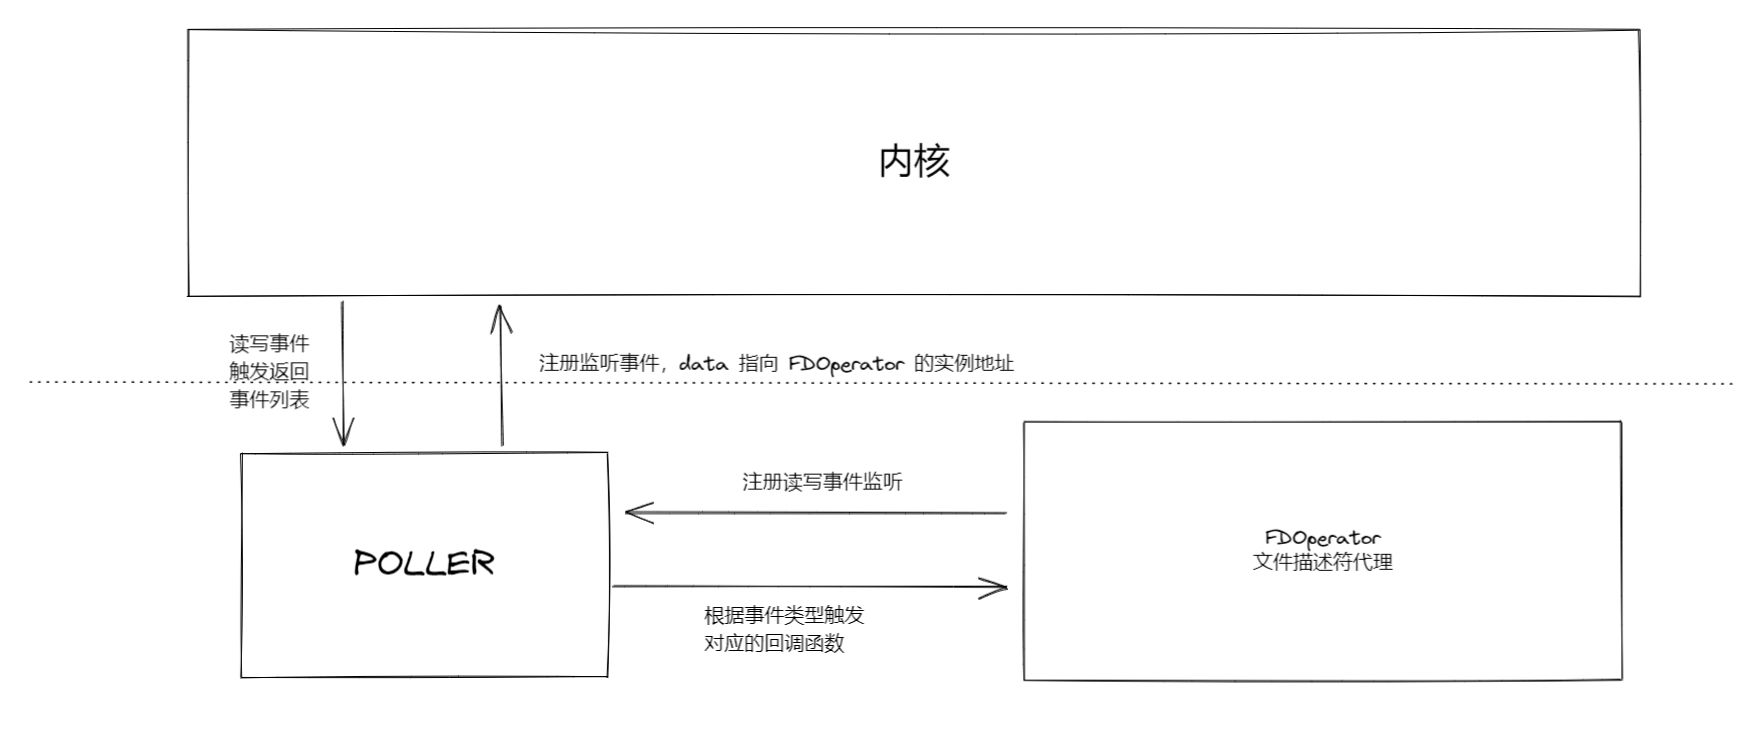 内核
读写事件
触发返回
事件列表
注册监听事件，data 指向 FDOperator 的实例地址
注册读写事件监听
POLLER
FDOperator
文件描述符代理
根据事件类型触发
对应的回调函数